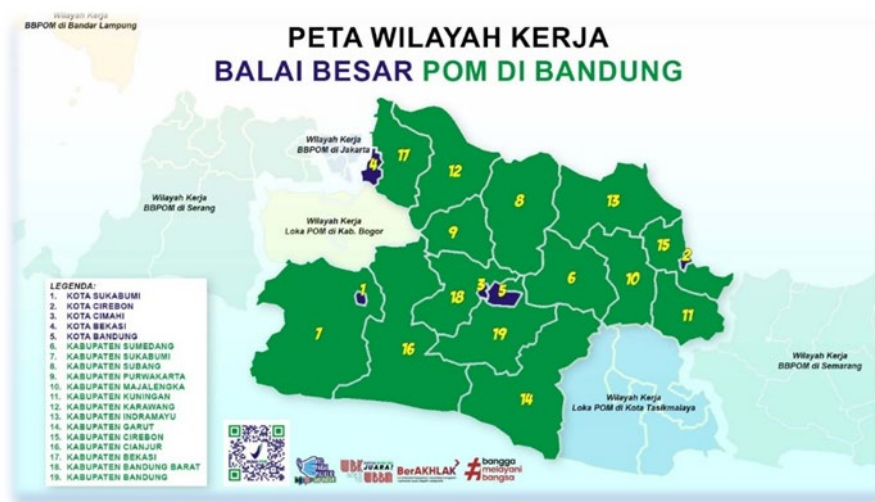 Wilayah Kerja
BBPOM di Bandar Lampung
PETA WILAYAH KERJA
BALAI BESAR POM DI BANDUNG
Wilayah Kerja
BBPOM di Jakarta
Wilayah Kerja
BBPOM di Serang
Wilayah Kerja
Loka POM di Kab. Bogor
4
17
12
8
13
9
15
2
1
3
5
18
6
10
11
7
16
19
14
Wilayah Kerja
BBPOM di Semarang
Wilayah Kerja
Loka POM di Kota Tasikmalaya
LEGENDA:
1. KOTA SUKABUMI
2. KOTA CIREBON
3. KOTA CIMAHI
4. KOTA BEKASI
5. KOTA BANDUNG
6. KABUPATEN SUMEDANG
7. KABUPATEN SUKABUMI
8. KABUPATEN SUBANG
9. KABUPATEN PURWAKARTA
10. KABUPATEN MAJALENGKA
11. KABUPATEN KUNINGAN
12. KABUPATEN KARAWANG
13. KABUPATEN INDRAMAYU
14. KABUPATEN GARUT
15. KABUPATEN CIREBON
16. KABUPATEN CIANJUR
17. KABUPATEN BEKASI
18. KABUPATEN BANDUNG BARAT
19. KABUPATEN BANDUNG
WBK
JUARA!
WBBM
BerAKHLAK
#bangga
melayani
bangsa